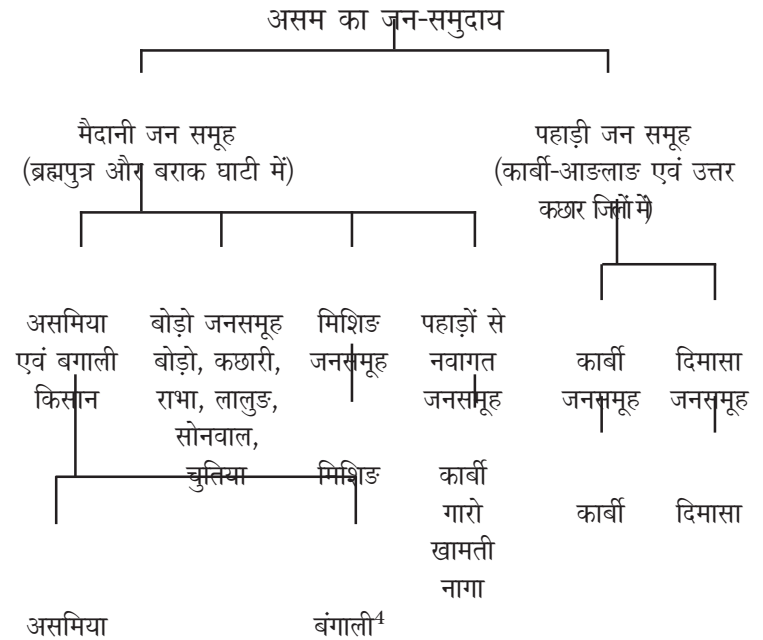 असम का जन-समुदाय
मैदानी जन समूह
(ब्रह्मपुत्र और बराक घाटी में)
पहाड़ी जन समूह
(कार्बी-आङलाङ एवं उत्तर
कछार जिलों में)
असमिया
एवं बगाली
किसान
बोड़ो जनसमूह
बोड़ो, कछारी,
राभा, लालुङ,
सोनवाल,
चुतिया
मिशिङ
जनसमूह
मिशिङ
पहाड़ों से
नवागत
जनसमूह
कार्बी
गारो
खामती
नागा
कार्बी
जनसमूह
कार्बी
दिमासा
जनसमूह
दिमासा
असमिया
बंगाली⁴